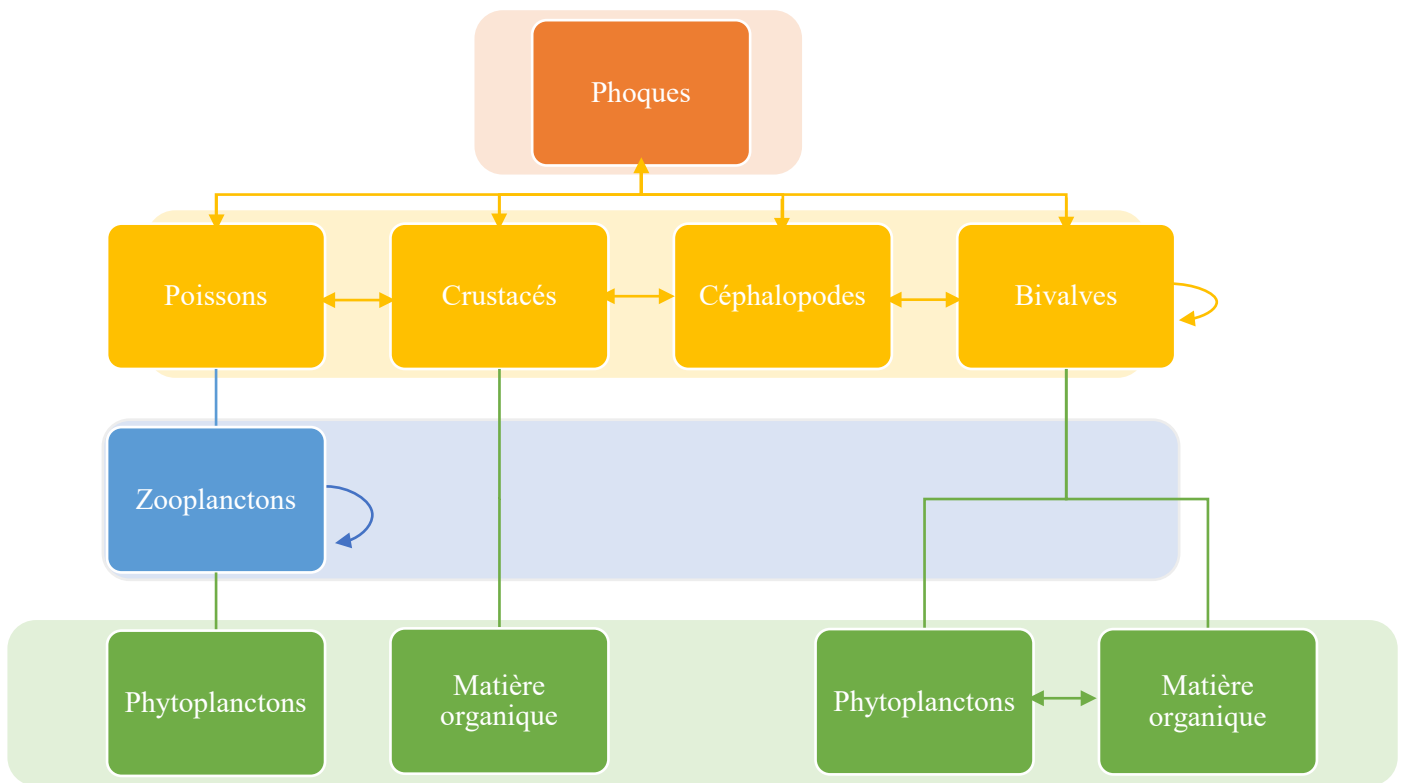 Phoques
Poissons
Crustacés
Céphalopodes
Bivalves
Zooplanctons
Phytoplanctons
Matière
organique
Phytoplanctons
Matière
organique